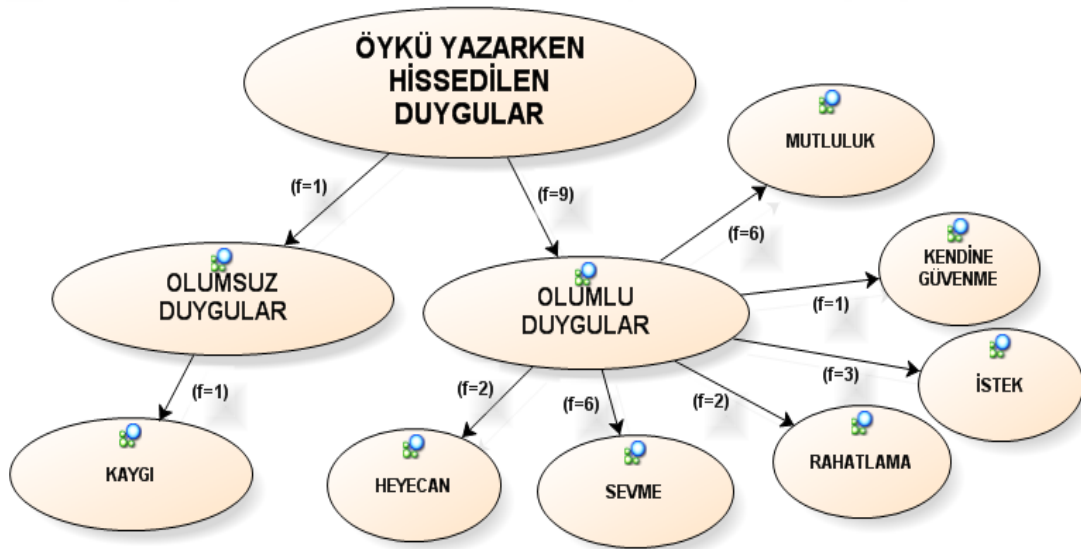 ÖYKÜ YAZARKEN
HİSSEDİLEN
DUYGULAR
(f=1)
(f=9)
MUTLULUK
(f=6)
OLUMSUZ
DUYGULAR
OLUMLU
DUYGULAR
KENDİNE
GÜVENME
(f=1)
(f=3)
İSTEK
(f=1)
(f=2)
(f=6)
(f=2)
KAYGI
HEYECAN
SEVME
RAHATLAMA